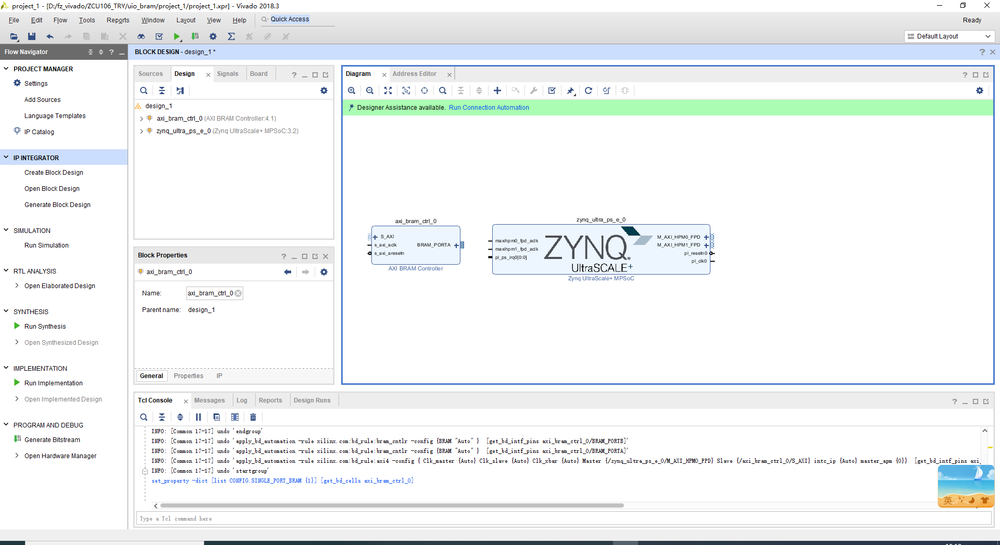 project_1 - [D:/fz_vivado/ZCU106_TRY/uio_bram/project_1/project_1.xpr] - Vivado 2018.3
File Edit Flow Tools Reports Window Layout View Help Quick Access
Ready
Default Layout
Flow Navigator
PROJECT MANAGER
Settings
Add Sources
Language Templates
IP Catalog
IP INTEGRATOR
Create Block Design
Open Block Design
Generate Block Design
SIMULATION
Run Simulation
RTL ANALYSIS
Open Elaborated Design
SYNTHESIS
Run Synthesis
Open Synthesized Design
IMPLEMENTATION
Run Implementation
Open Implemented Design
PROGRAM AND DEBUG
Generate Bitstream
Open Hardware Manager
BLOCK DESIGN - design_1 *
Sources Design Signals Board
design_1
axi_bram_ctrl_0 (AXI BRAM Controller:4.1)
zynq_ultra_ps_e_0 (Zynq UltraScale+ MPSoC:3.2)
Block Properties
axi_bram_ctrl_0
Name: axi_bram_ctrl_0
Parent name: design_1
General Properties IP
Diagram Address Editor
Designer Assistance available. Run Connection Automation
axi_bram_ctrl_0
S_AXI
s_axi_aclk
s_axi_aresetn
BRAM_PORTA
AXI BRAM Controller
zynq_ultra_ps_e_0
maxihpm0_fpd_aclk
maxihpm1_fpd_aclk
pl_ps_irq0[0:0]
ZYNQ
UltraSCALE+
M_AXI_HPM0_FPD
M_AXI_HPM1_FPD
pl_resetn0
pl_clk0
Zynq UltraScale+ MPSoC
Tcl Console Messages Log Reports Design Runs
INFO: [Common 17-17] undo 'endgroup'
INFO: [Common 17-17] undo 'apply_bd_automation -rule xilinx.com:bd_rule:bram_cntlr -config {BRAM "Auto" }  [get_bd_intf_pins axi_bram_ctrl_0/BRAM_PORTB]'
INFO: [Common 17-17] undo 'apply_bd_automation -rule xilinx.com:bd_rule:bram_cntlr -config {BRAM "Auto" }  [get_bd_intf_pins axi_bram_ctrl_0/BRAM_PORTA]'
INFO: [Common 17-17] undo 'apply_bd_automation -rule xilinx.com:bd_rule:axi4 -config { Clk_master {Auto} Clk_slave {Auto} Clk_xbar {Auto} Master {/zynq_ultra_ps_e_0/M_AXI_HPM0_FPD} Slave {/axi_bram_ctrl_0/S_AXI} intc_ip {Auto} master_apm {0}}  [get_bd_intf_pins axi_
INFO: [Common 17-17] undo 'startgroup'
set_property -dict [list CONFIG.SINGLE_PORT_BRAM {1}] [get_bd_cells axi_bram_ctrl_0]
英
Type a Tcl command here